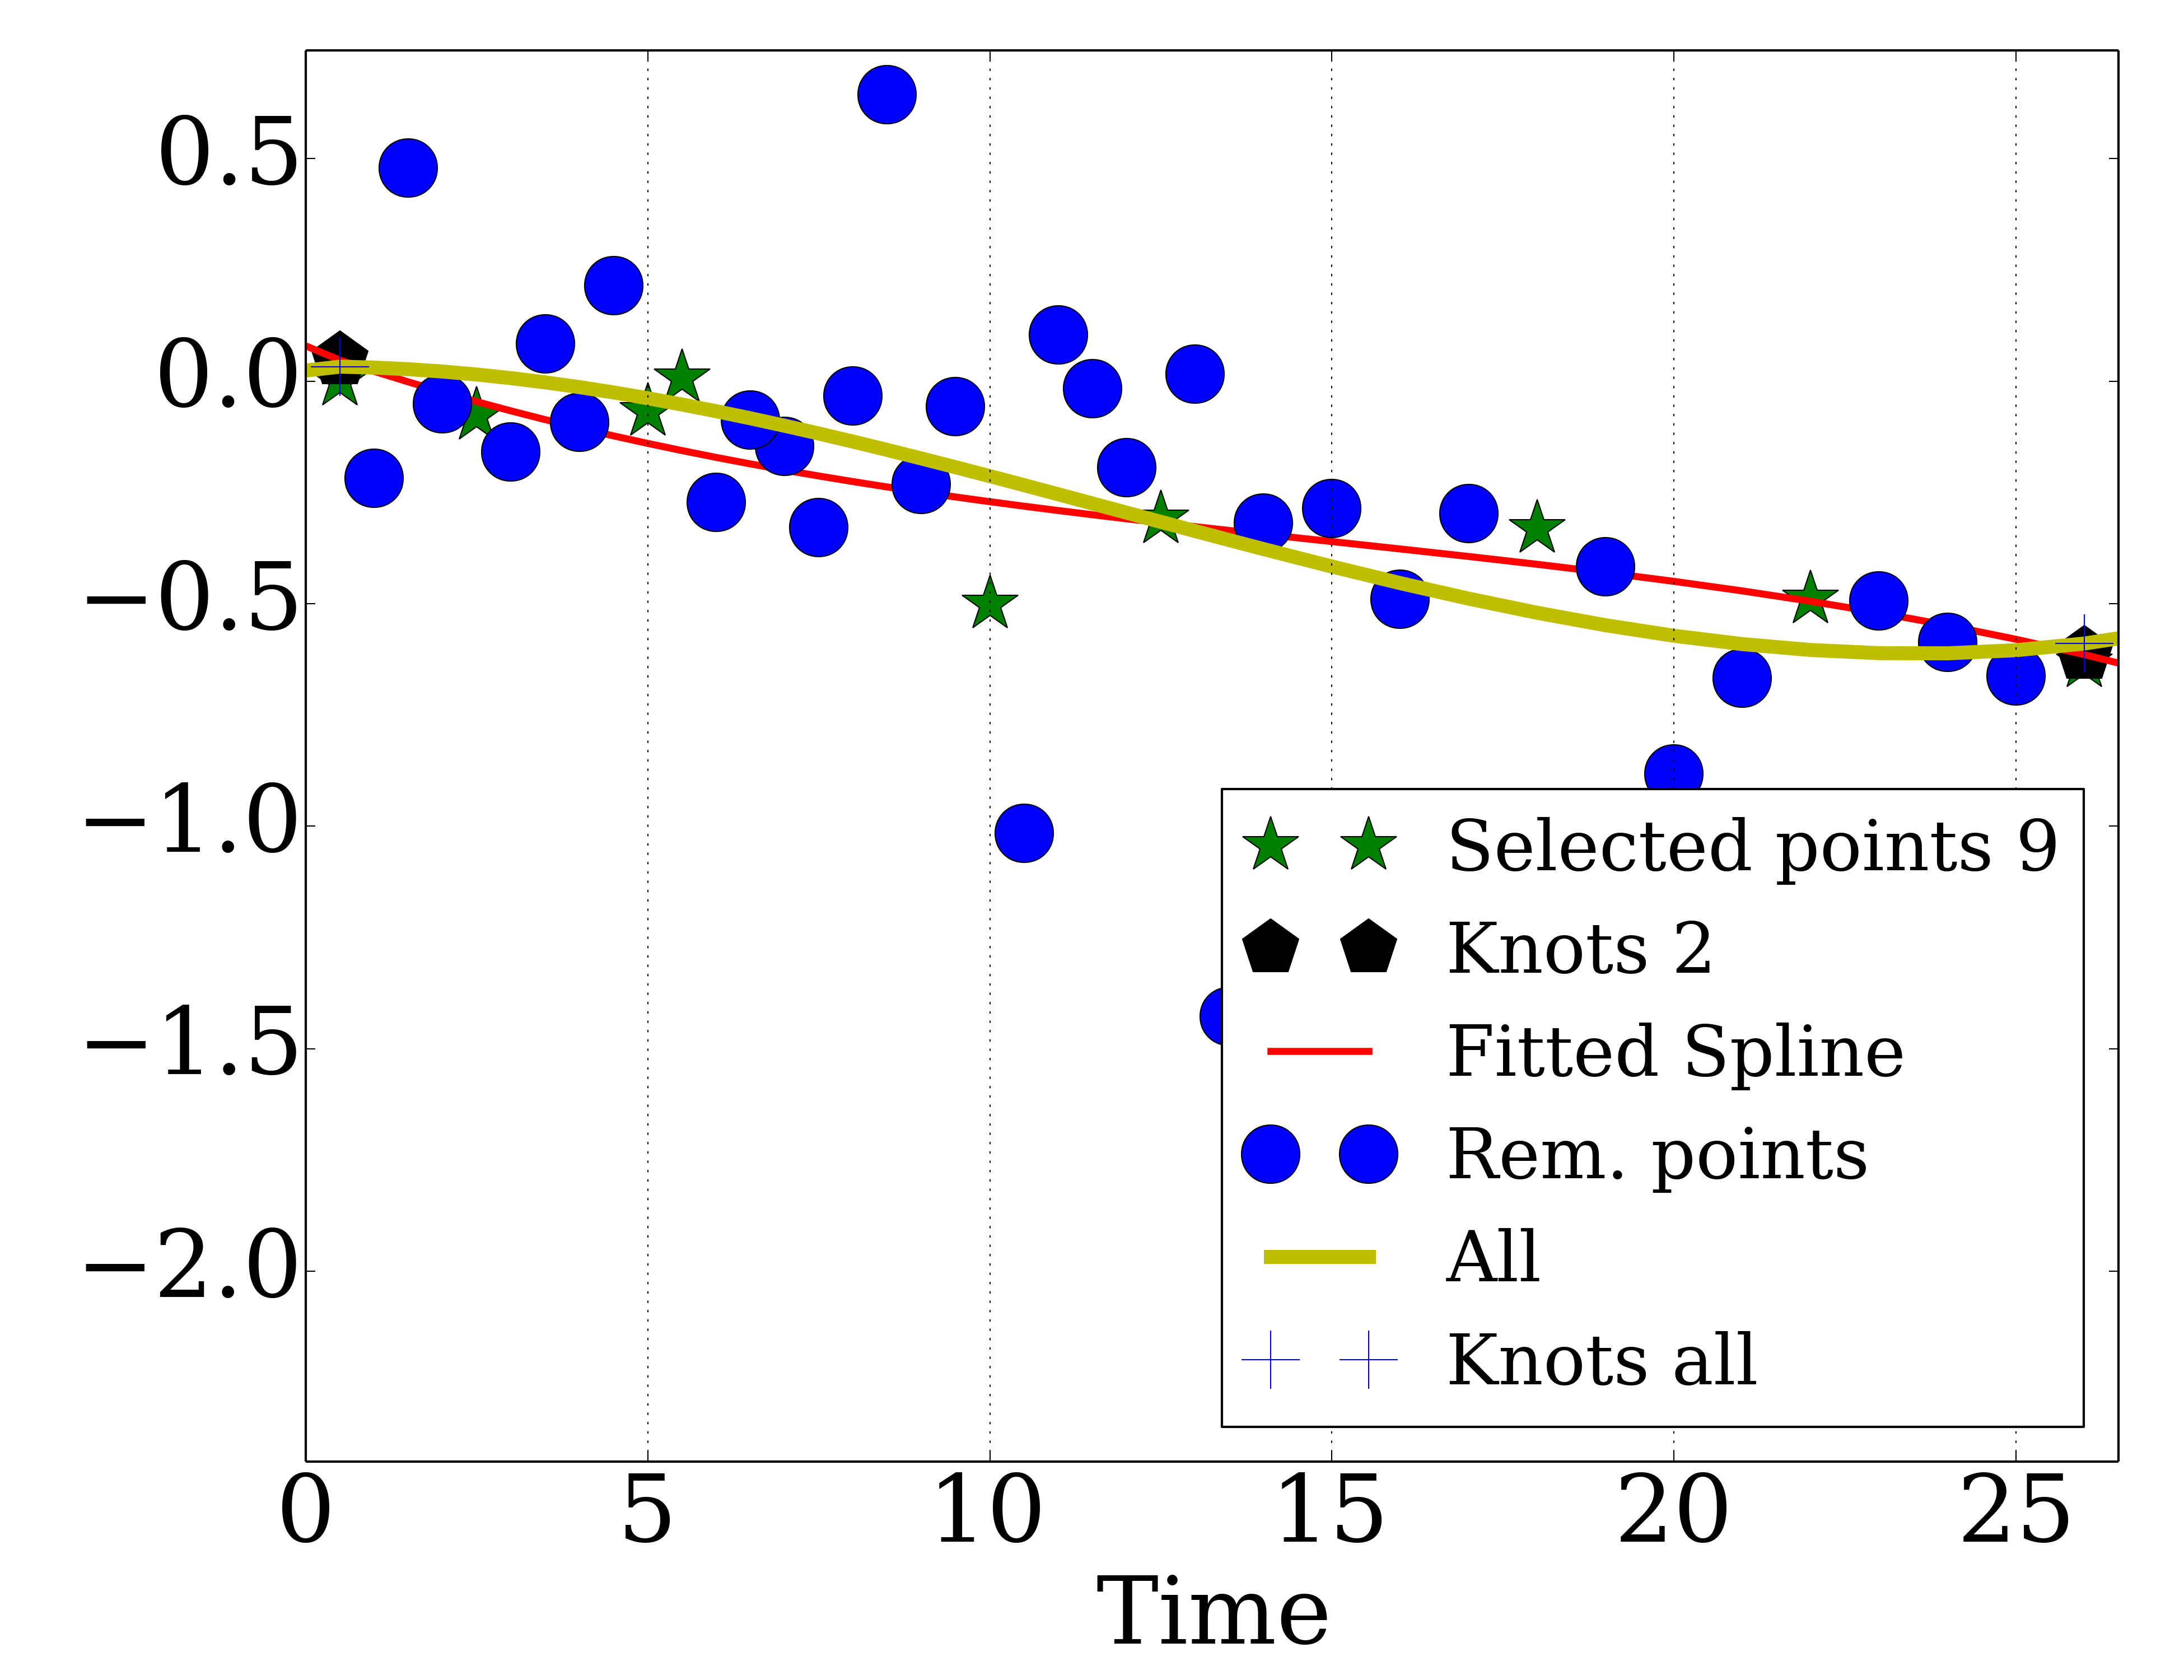 0.5
0.0
−0.5
−1.0
−1.5
−2.0
Selected points 9
Knots 2
Fitted Spline
Rem. points
All
Knots all
0 5 10 15 20 25
Time